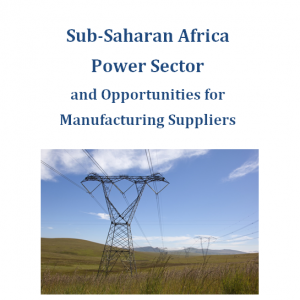 Sub-Saharan Africa
Power Sector
and Opportunities for
Manufacturing Suppliers